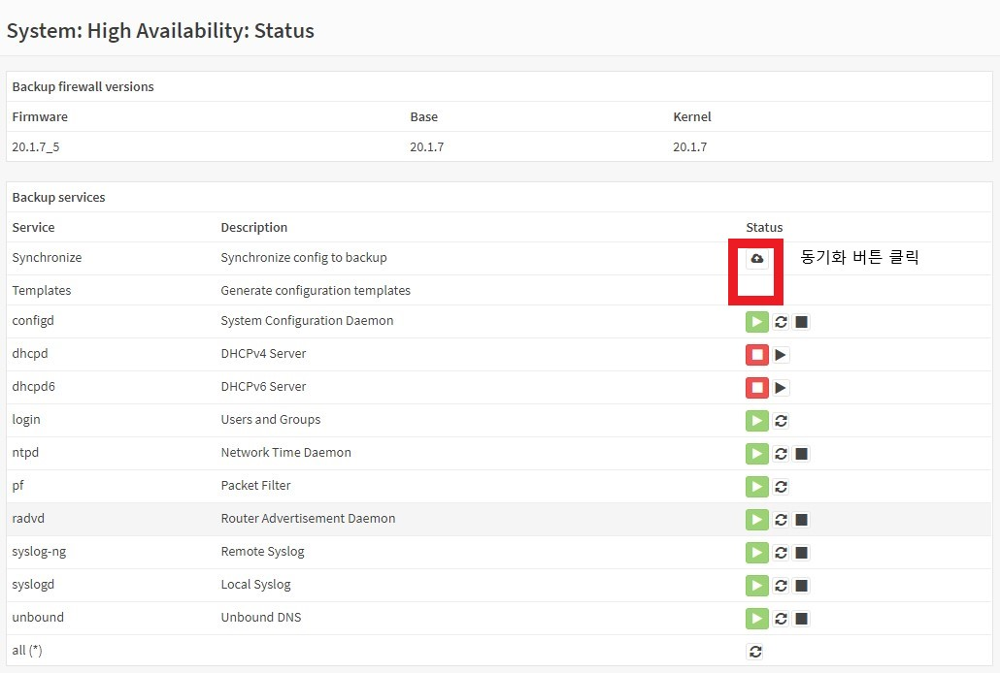 System: High Availability: Status
Backup firewall versions
Firmware Base Kernel
20.1.7_5 20.1.7 20.1.7
Backup services
Service Description Status
Synchronize Synchronize config to backup 동기화 버튼 클릭
Templates Generate configuration templates
configd System Configuration Daemon
dhcpd DHCPv4 Server
dhcpd6 DHCPv6 Server
login Users and Groups
ntpd Network Time Daemon
pf Packet Filter
radvd Router Advertisement Daemon
syslog-ng Remote Syslog
syslogd Local Syslog
unbound Unbound DNS
all (*)